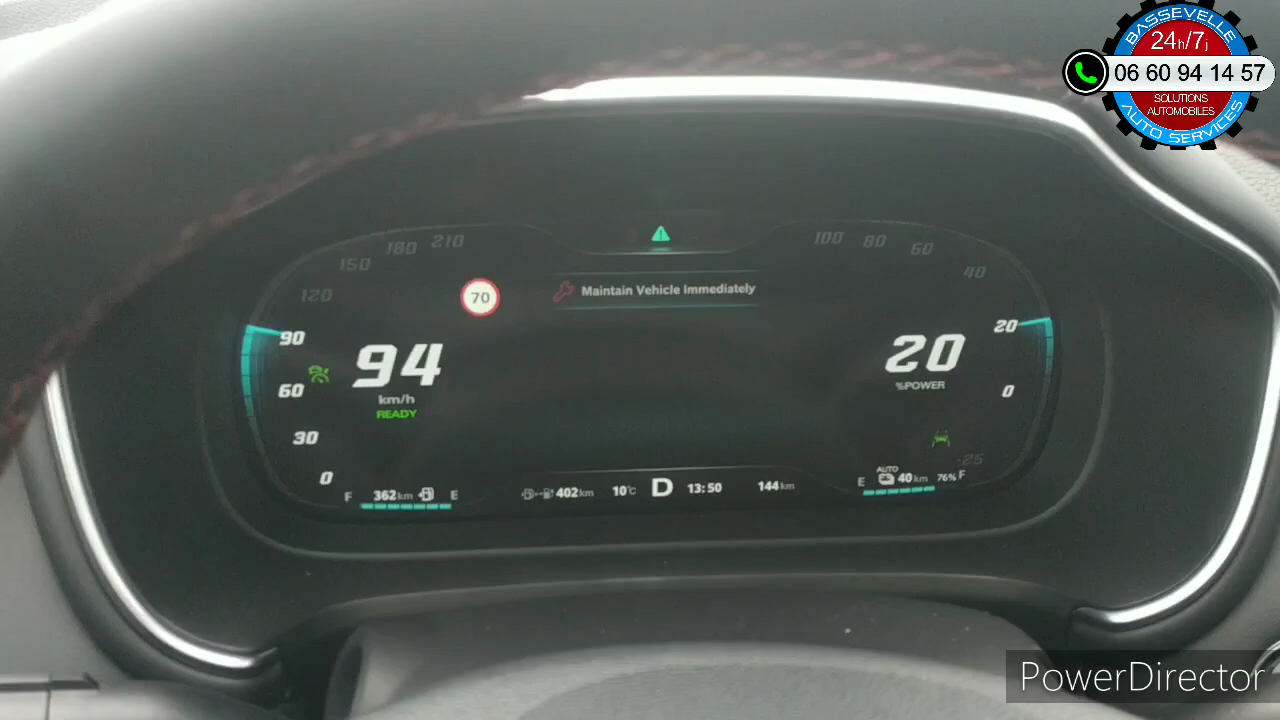 BASSEVELLE
24h/7j
06 60 94 14 57
SOLUTIONS
AUTOMOBILES
AUTO SERVICES
210
180
150
120
90
60
30
0
70
Maintain Vehicle Immediately
94
km/h
READY
100
80
60
40
20
0
-25
20
%POWER
F 362km E
402km
10°C
D
13:50
144km
AUTO
E 40km 76% F
PowerDirector